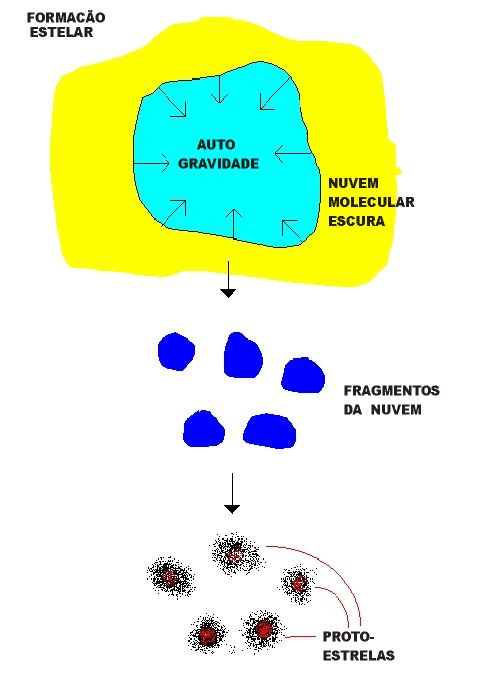 FORMACÃO
ESTELAR
AUTO
GRAVIDADE
NUVEM
MOLECULAR
ESCURA
FRAGMENTOS
DA NUVEM
PROTO-
ESTRELAS